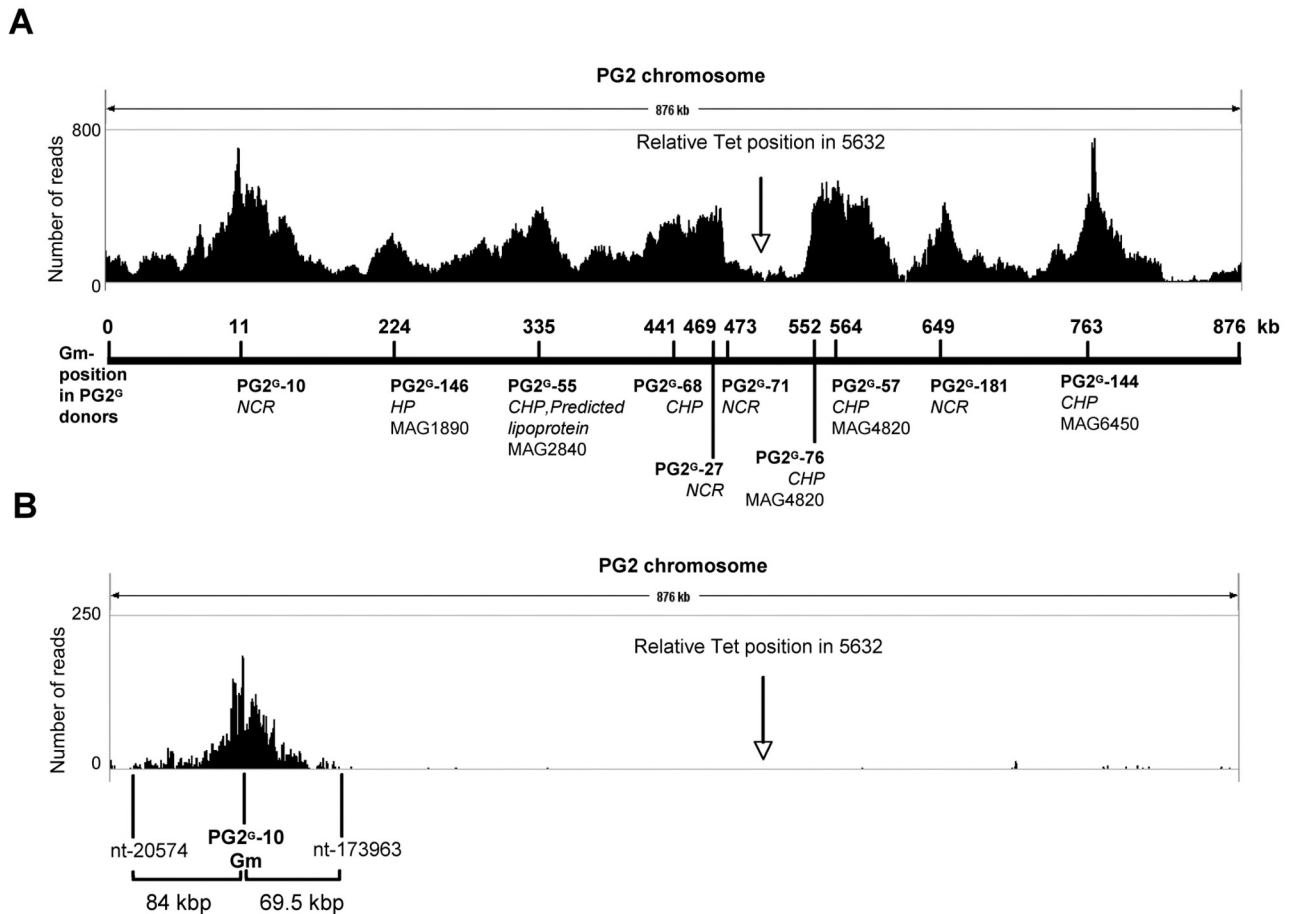 A
PG2 chromosome
876 kb
Number of reads
800
0
Relative Tet position in 5632
0 11 224 335 441 469 473 552 564 649 763 876 kb
Gm-
position
in PG2ᴳ
donors
PG2ᴳ-10
NCR
PG2ᴳ-146
HP
MAG1890
PG2ᴳ-55
CHP,Predicted
lipoprotein
MAG2840
PG2ᴳ-68
CHP
PG2ᴳ-27
NCR
PG2ᴳ-71
NCR
PG2ᴳ-76
CHP
MAG4820
PG2ᴳ-57
CHP
MAG4820
PG2ᴳ-181
NCR
PG2ᴳ-144
CHP
MAG6450
B
PG2 chromosome
876 kb
Number of reads
250
0
Relative Tet position in 5632
nt-20574
PG2ᴳ-10
Gm
nt-173963
84 kbp
69.5 kbp